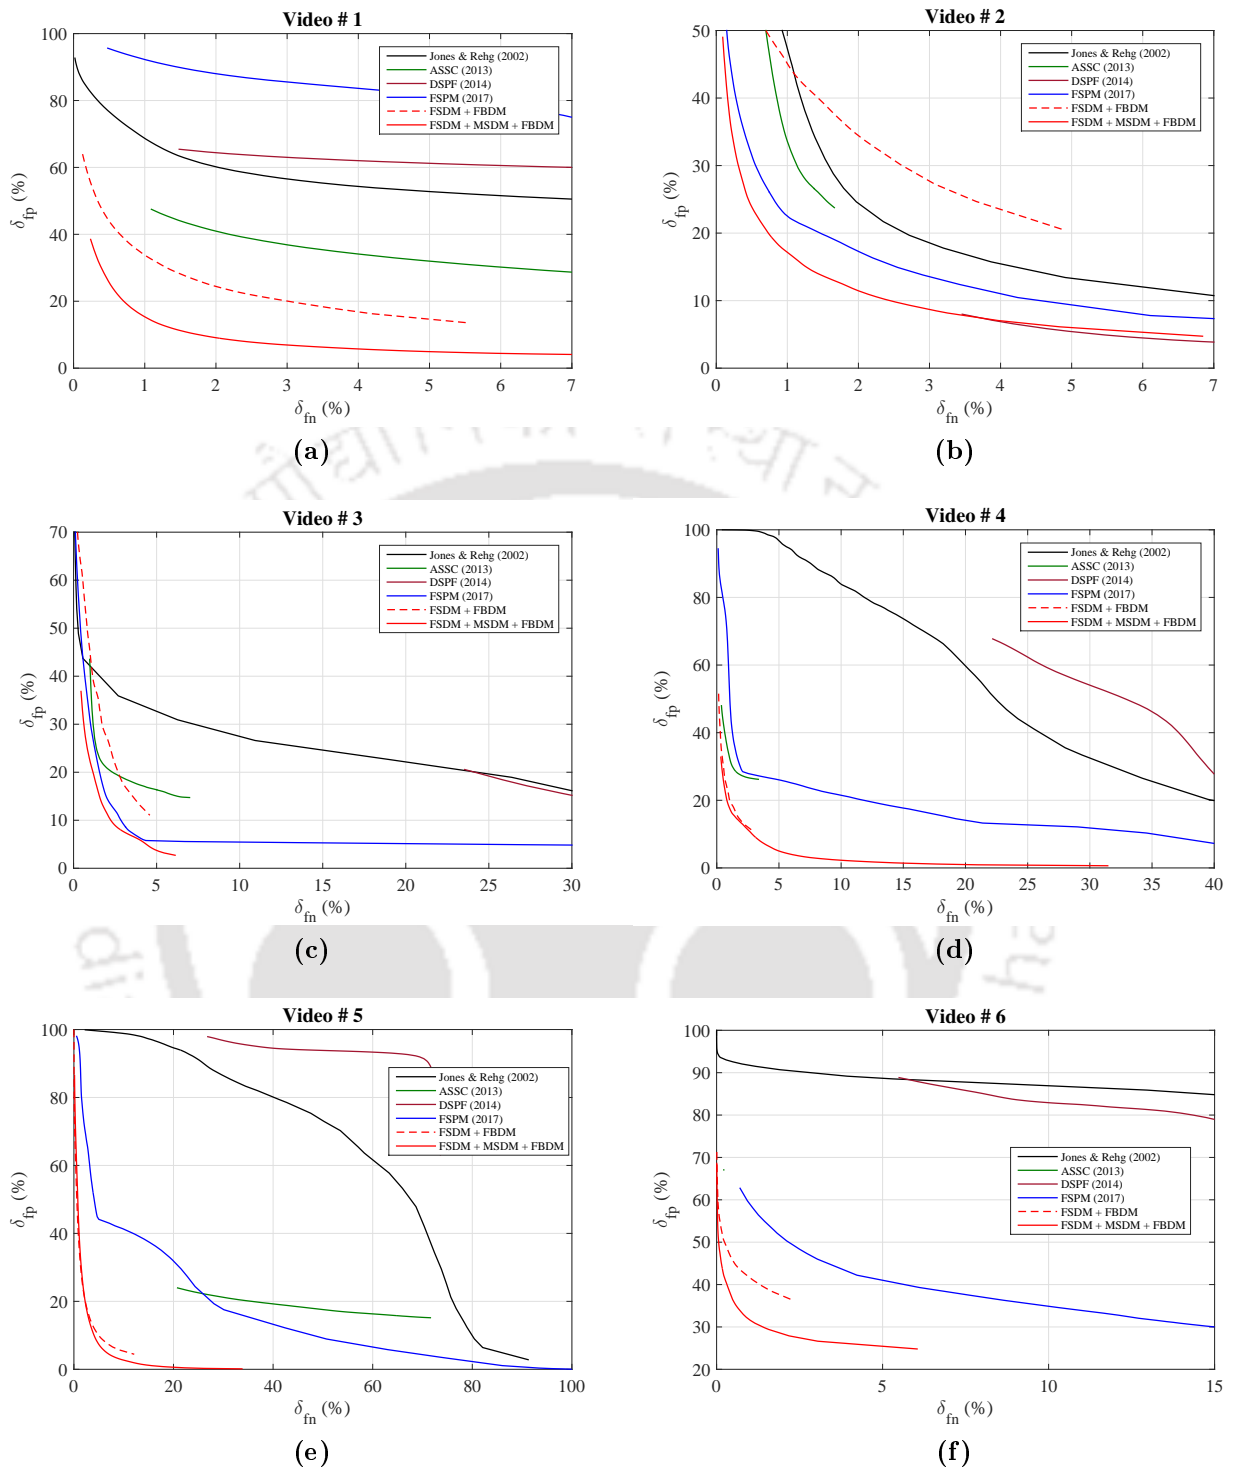 Video # 1
100
80
60
40
20
0
0 1 2 3 4 5 6 7
δfp (%)
δfn (%)
Jones & Rehg (2002)
ASSC (2013)
DSPF (2014)
FSPM (2017)
FSDM + FBDM
FSDM + MSDM + FBDM
(a)
Video # 2
50
40
30
20
10
0
0 1 2 3 4 5 6 7
δfp (%)
δfn (%)
Jones & Rehg (2002)
ASSC (2013)
DSPF (2014)
FSPM (2017)
FSDM + FBDM
FSDM + MSDM + FBDM
(b)
Video # 3
70
60
50
40
30
20
10
0
0 5 10 15 20 25 30
δfp (%)
δfn (%)
Jones & Rehg (2002)
ASSC (2013)
DSPF (2014)
FSPM (2017)
FSDM + FBDM
FSDM + MSDM + FBDM
(c)
Video # 4
100
80
60
40
20
0
0 5 10 15 20 25 30 35 40
δfp (%)
δfn (%)
Jones & Rehg (2002)
ASSC (2013)
DSPF (2014)
FSPM (2017)
FSDM + FBDM
FSDM + MSDM + FBDM
(d)
Video # 5
100
80
60
40
20
0
0 20 40 60 80 100
δfp (%)
δfn (%)
Jones & Rehg (2002)
ASSC (2013)
DSPF (2014)
FSPM (2017)
FSDM + FBDM
FSDM + MSDM + FBDM
(e)
Video # 6
100
90
80
70
60
50
40
30
20
0 5 10 15
δfp (%)
δfn (%)
Jones & Rehg (2002)
ASSC (2013)
DSPF (2014)
FSPM (2017)
FSDM + FBDM
FSDM + MSDM + FBDM
(f)